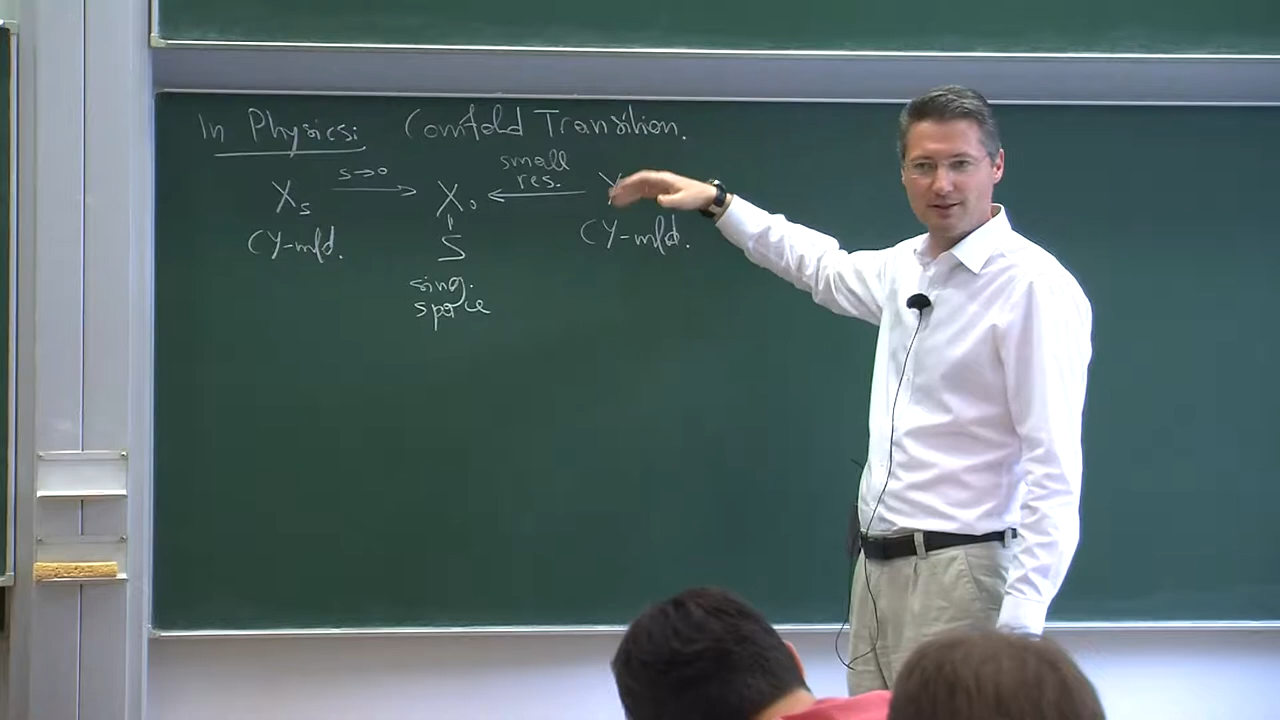 In Physics: Conifold Transition.
s→0 small res.
X_s → X_0 ← Y
CY-mfd. = S CY-mfd.
sing. space